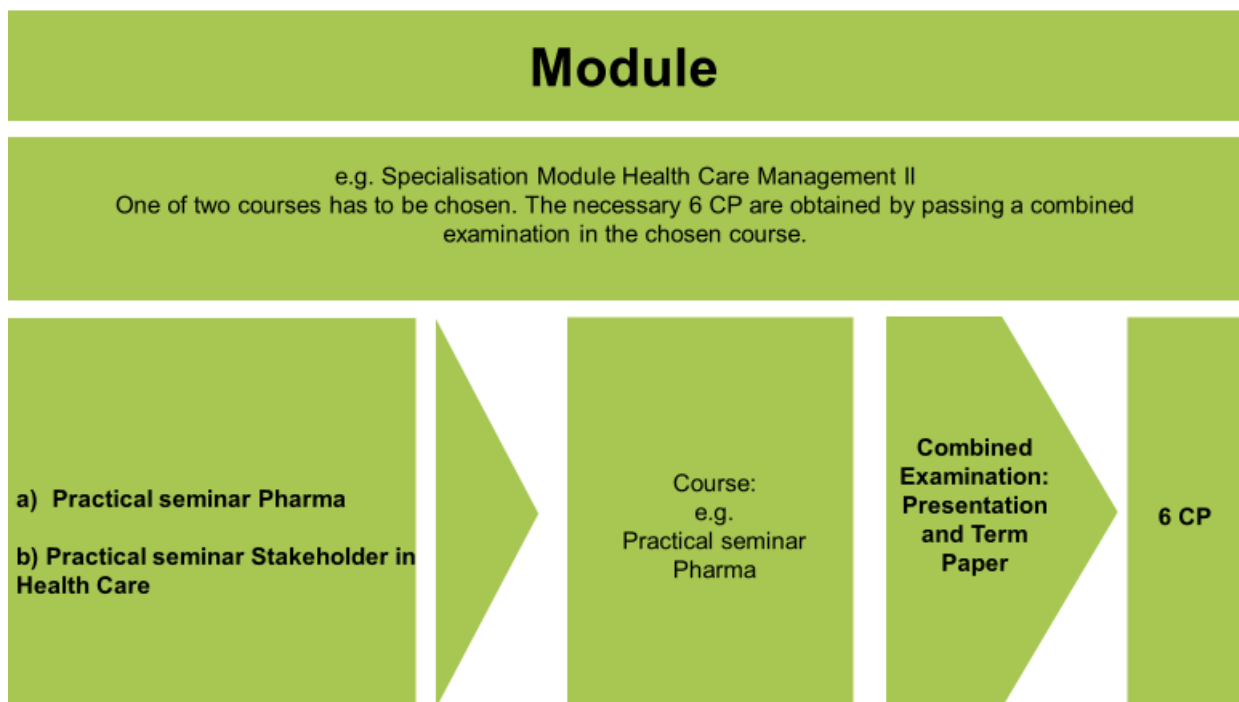 Module
e.g. Specialisation Module Health Care Management II
One of two courses has to be chosen. The necessary 6 CP are obtained by passing a combined
examination in the chosen course.
a) Practical seminar Pharma
b) Practical seminar Stakeholder in
Health Care
Course:
e.g.
Practical seminar
Pharma
Combined
Examination:
Presentation
and Term
Paper
6 CP